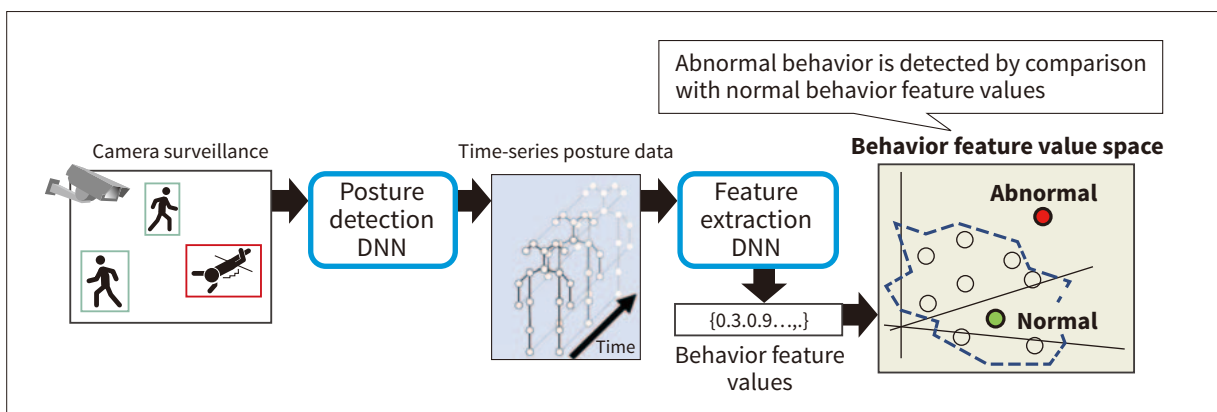 Abnormal behavior is detected by comparison
with normal behavior feature values
Camera surveillance
Posture
detection
DNN
Time-series posture data
Time
Feature
extraction
DNN
{0.3.0.9...,.}
Behavior feature
values
Behavior feature value space
Abnormal
Normal